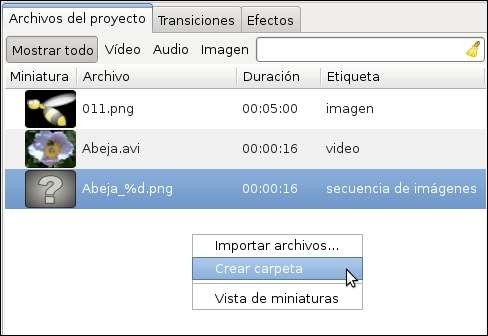 Archivos del proyecto Transiciones Efectos
Mostrar todo Vídeo Audio Imagen
Miniatura Archivo Duración Etiqueta
011.png 00:05:00 imagen
Abeja.avi 00:00:16 video
Abeja_%d.png 00:00:16 secuencia de imágenes
Importar archivos...
Crear carpeta
Vista de miniaturas